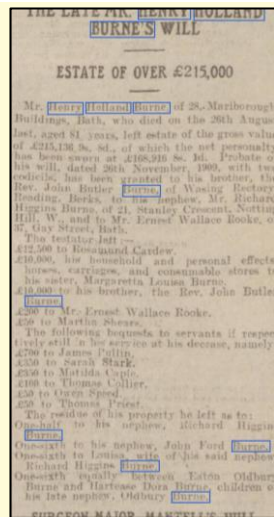 THE LATE MR. HENRY HOLLAND
BURNE'S WILL
ESTATE OF OVER £215,000
Mr. Henry Holland Burne, of 28, Marlborough
Buildings, Bath, who died on the 26th August
last, aged 81 years, left estate of the gross value
of £215,136 9s. 8d., of which the net personalty
has been sworn at £168,916 8s. 1d. Probate of
his will, dated 26th November, 1909, with two
codicils, has been granted to his brother, the
Rev. John Butler Burne, of Wasing Rectory,
Reading, Berks, to his nephew, Mr. Richard
Higgins Burne, of 21, Stanley Crescent, Notting
Hill, W., and to Mr. Ernest Wallace Rooke, of
37, Gay Street, Bath.
The testator left :—
£12,500 to Rosamund Cardew.
£10,000, his household and personal effects,
horses, carriages, and consumable stores to
his sister, Margaretta Louisa Burne.
£10,000 to his brother, the Rev. John Butler
Burne.
£200 to Mr. Ernest Wallace Rooke.
£50 to Martha Shears.
The following bequests to servants if respec-
tively still in his service at his decease, namely
£700 to James Pullin.
£350 to Sarah Stark.
£350 to Matilda
£100 to Thomas Collier.
£50 to Owen Speed.
£50 to Thomas Priest.
The residue of his property he left as to:
One-half to his nephew, Richard Higgins
Burne.
One-sixth to his nephew, John Ford Burne.
One-sixth to Louisa, wife of his said nephew
Richard Higgins Burne.
One-sixth equally between Eaton Oldbury
Burne and Hortense Dora Burne, children of
his late nephew, Oldbury Burne.
SURGEON-MAJOR WILL